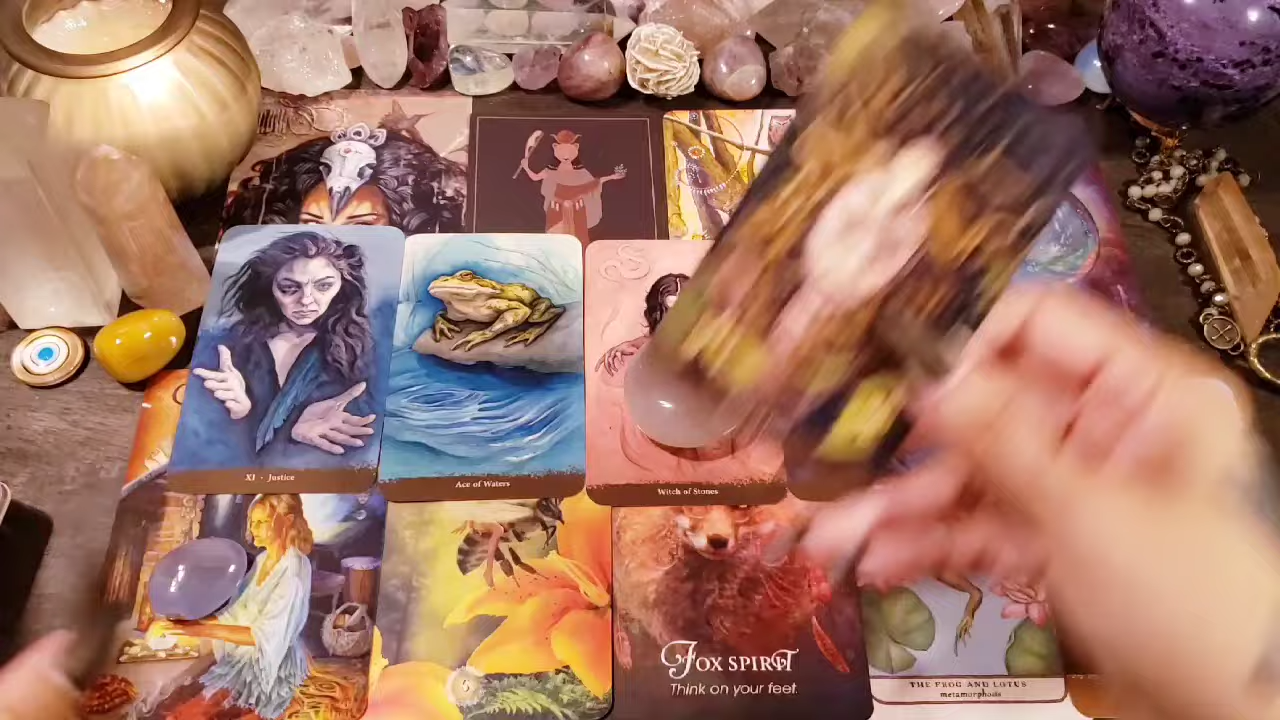 XI · Justice
Ace of Waters
Witch of Stones
Fox Spirit
Think on your feet.
THE FROG AND LOTUS
metamorphosis